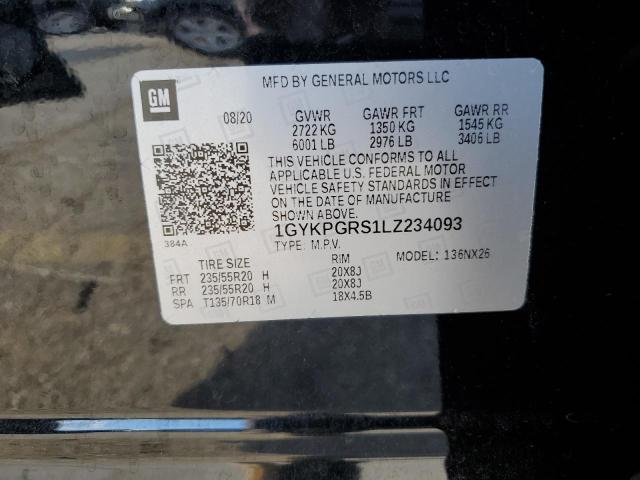 MFD BY GENERAL MOTORS LLC
GM
08/20 GVWR GAWR FRT GAWR RR
2722 KG 1350 KG 1545 KG
6001 LB 2976 LB 3406 LB
THIS VEHICLE CONFORMS TO ALL
APPLICABLE U.S. FEDERAL MOTOR
VEHICLE SAFETY STANDARDS IN EFFECT
ON THE DATE OF MANUFACTURE
SHOWN ABOVE.
384A
1GYKPGRS1LZ234093
TYPE: M.P.V. MODEL: 136NX26
TIRE SIZE RIM
FRT 235/55R20 H 20X8J
RR 235/55R20 H 20X8J
SPA T135/70R18 M 18X4.5B